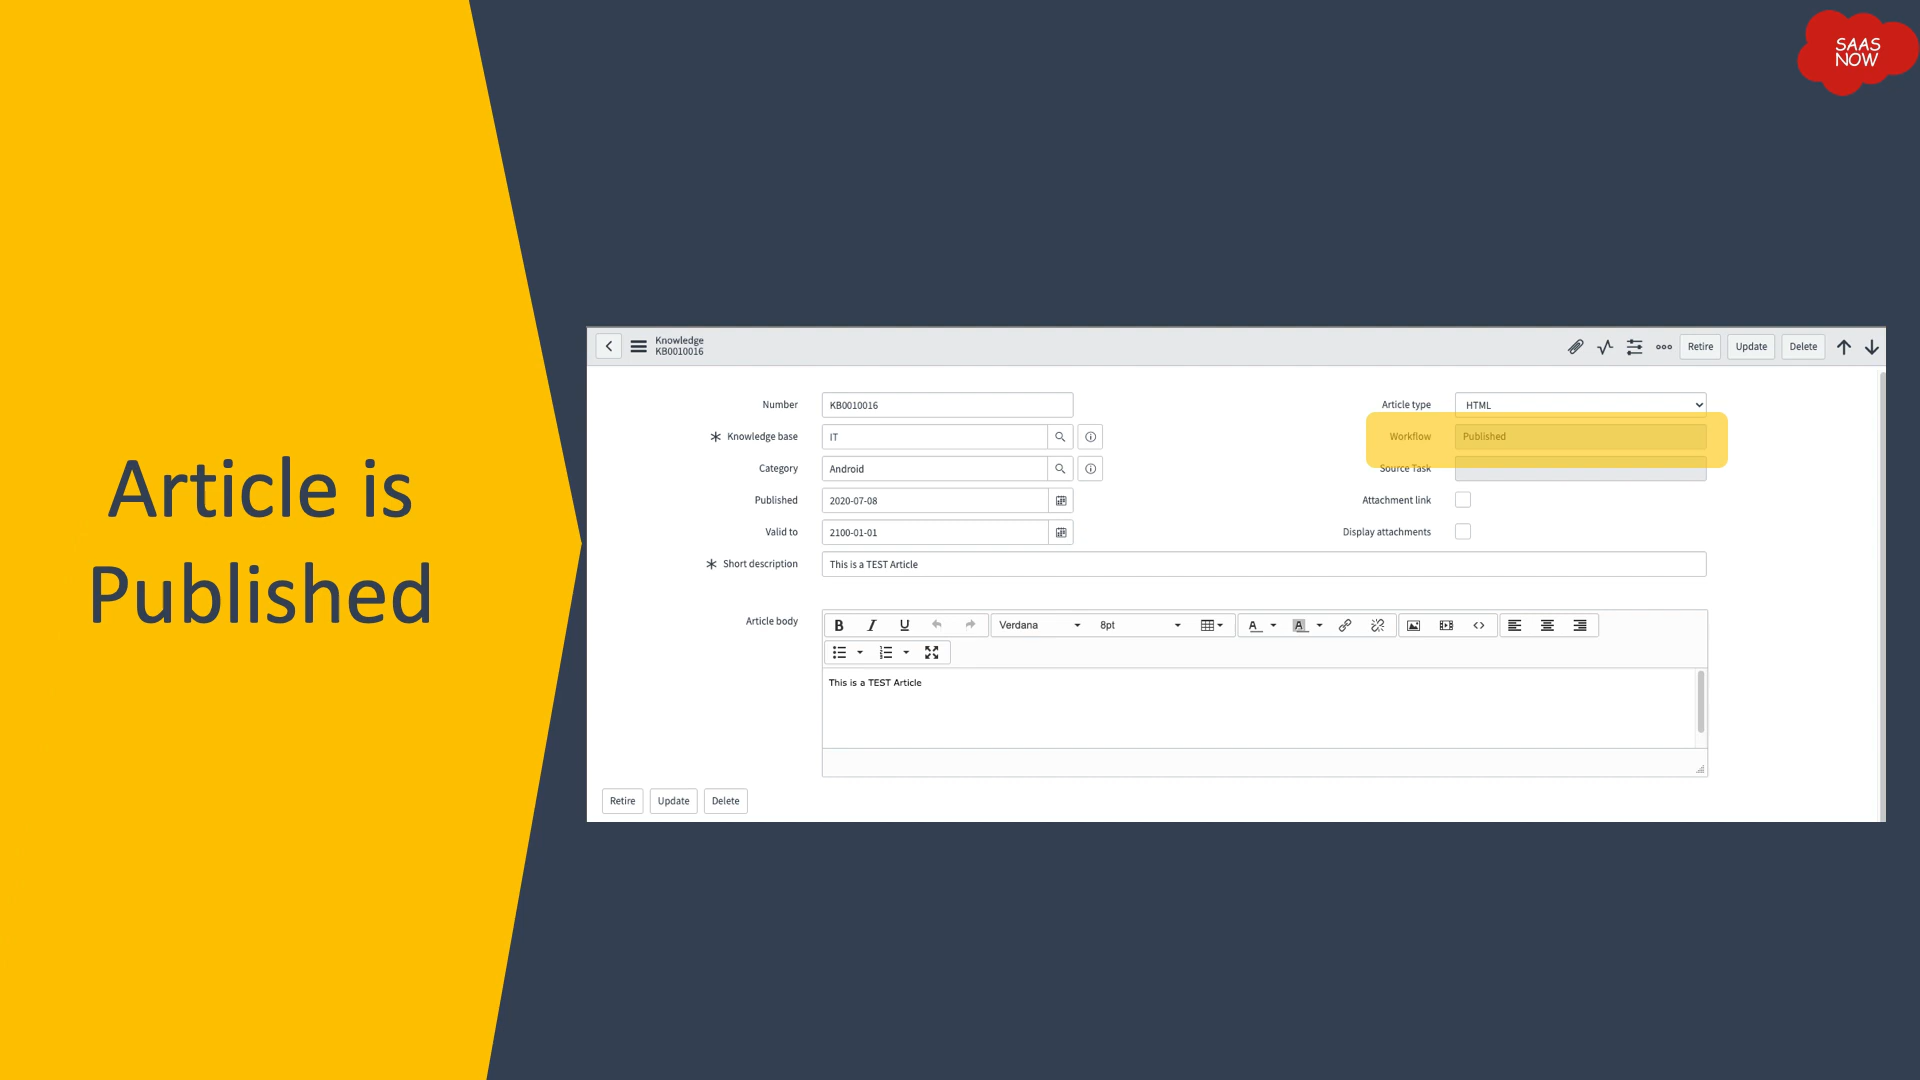 SAAS
NOW
Article is
Published
Knowledge
KB0010016
Retire
Update
Delete
Number
KB0010016
Article type
HTML
Knowledge base
IT
Workflow
Published
Category
Android
Source Task
Published
2020-07-08
Attachment link
Valid to
2100-01-01
Display attachments
Short description
This is a TEST Article
Article body
B I U
Verdana
8pt
A
A
This is a TEST Article
Retire
Update
Delete